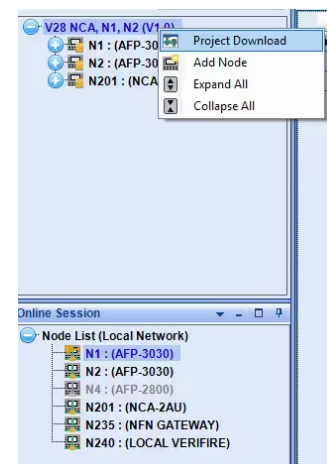 V28 NCA, N1, N2 (V1.0)
N1 : (AFP-30
Project Download
N2 : (AFP-30
Add Node
N201 : (NCA
Expand All
Collapse All
Online Session
Node List (Local Network)
N1 : (AFP-3030)
N2 : (AFP-3030)
N4 : (AFP-2800)
N201 : (NCA-2AU)
N235 : (NFN GATEWAY)
N240 : (LOCAL VERIFIRE)